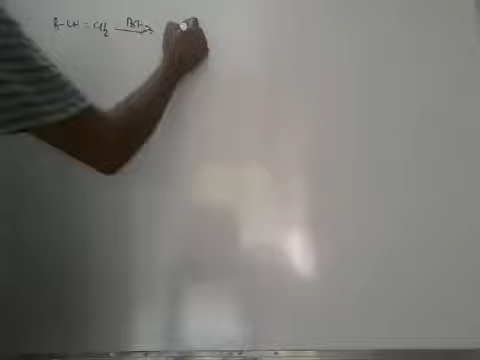 R-CH = CH₂ BH₃